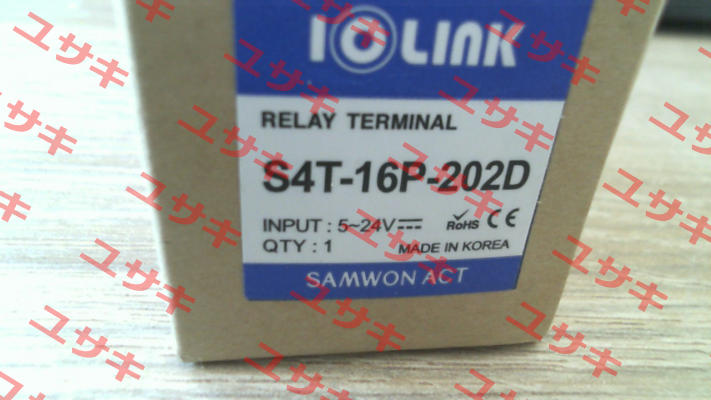 IOLINK
RELAY TERMINAL
S4T-16P-202D
INPUT : 5~24V⎓ RoHS CE
QTY : 1 MADE IN KOREA
SAMWON ACT
ユサキ